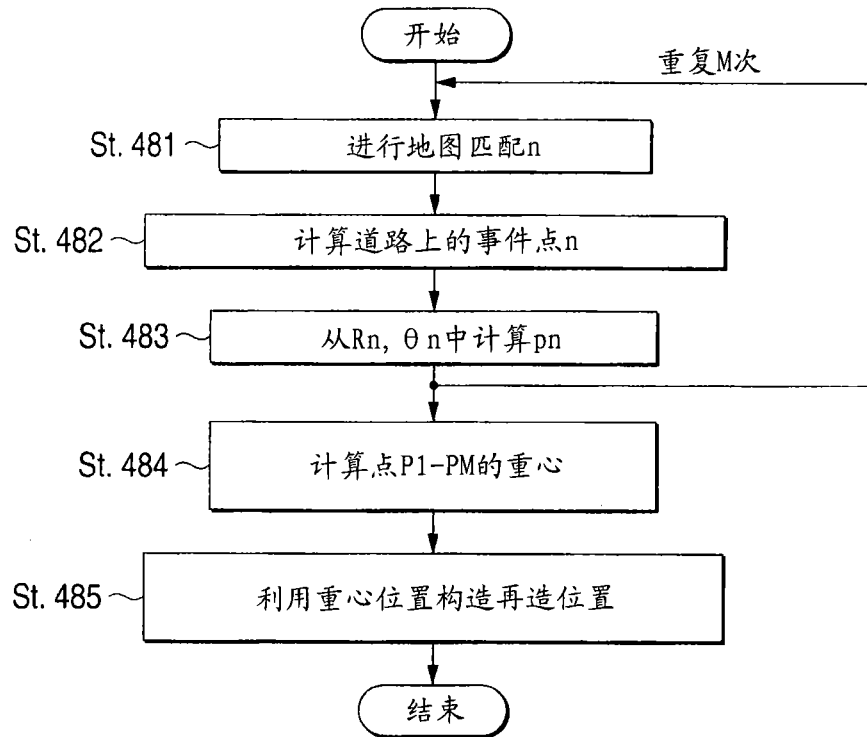 开始
重复M次
St. 481
进行地图匹配n
St. 482
计算道路上的事件点n
St. 483
从Rn, θn中计算pn
St. 484
计算点P1-PM的重心
St. 485
利用重心位置构造再造位置
结束